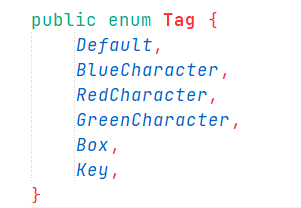 public enum Tag {
Default,
BlueCharacter,
RedCharacter,
GreenCharacter,
Box,
Key,
}